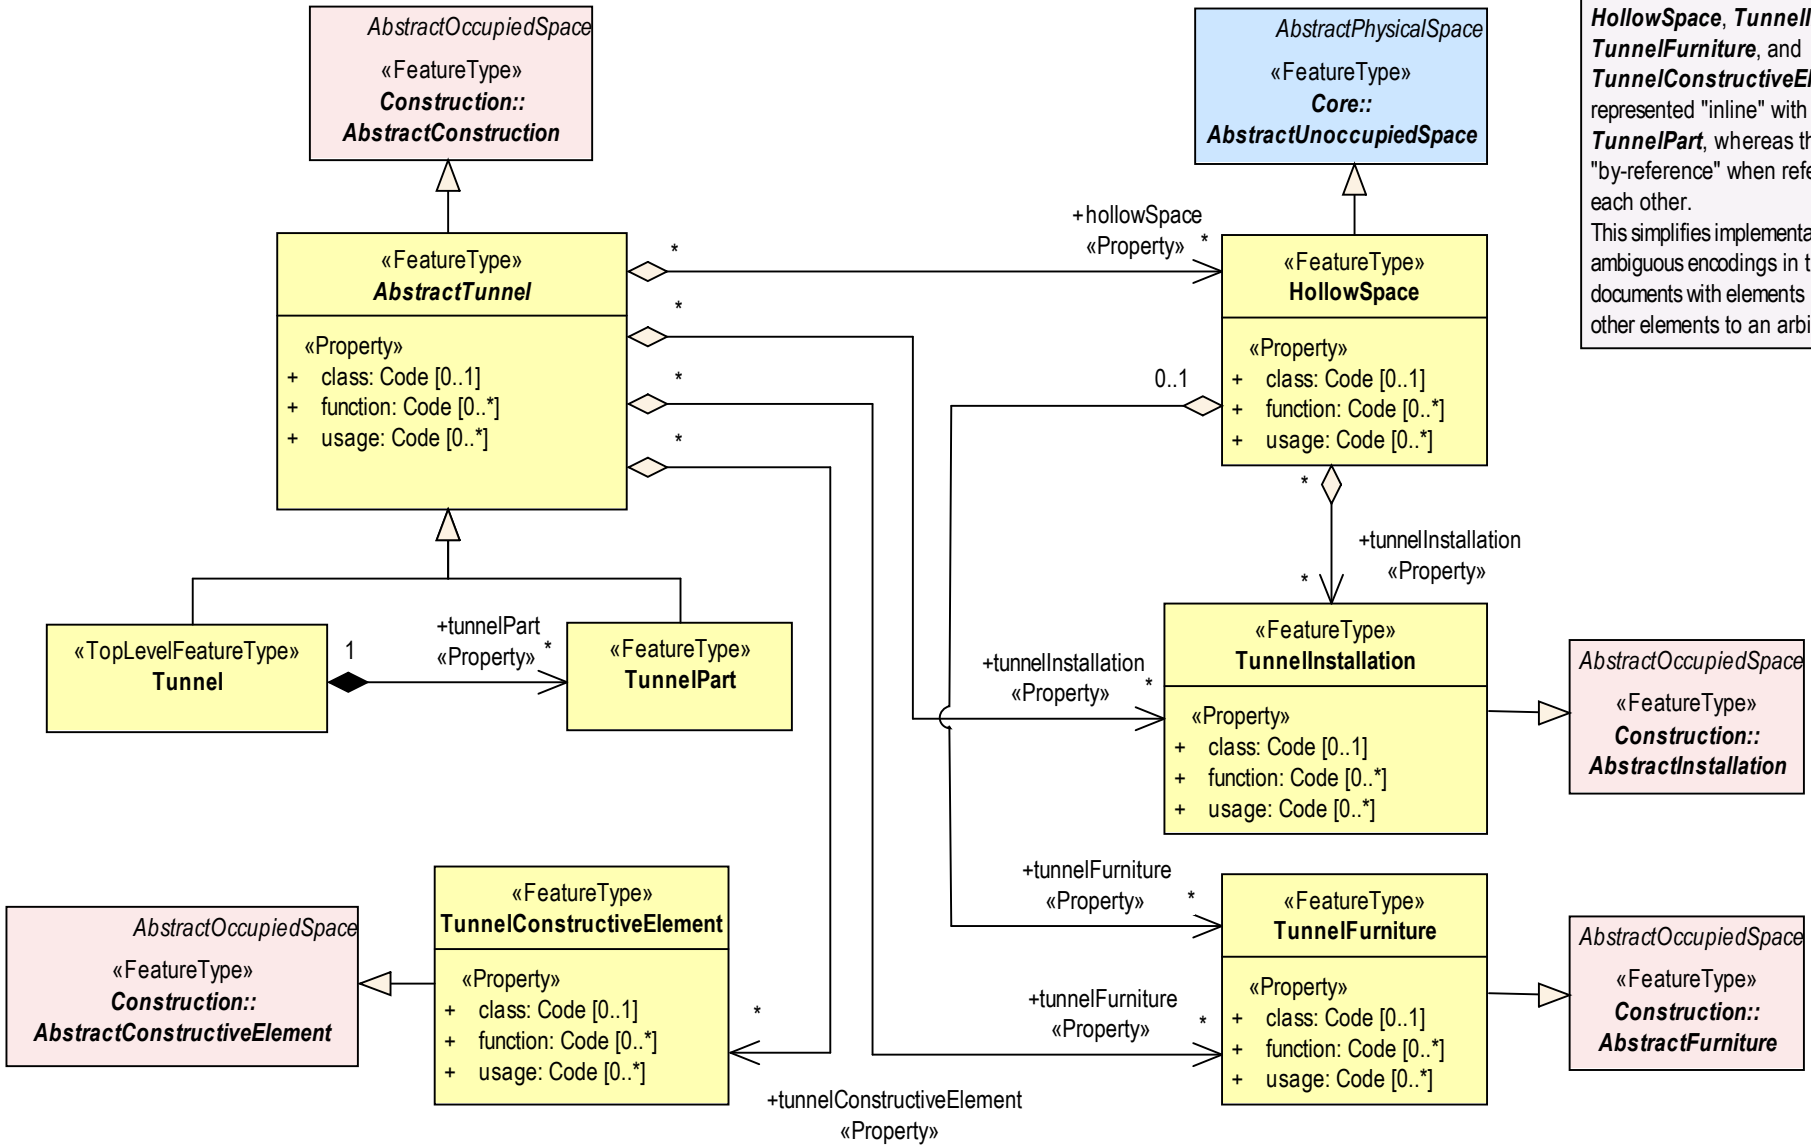 AbstractOccupiedSpace
«FeatureType»
Construction::
AbstractConstruction
AbstractPhysicalSpace
«FeatureType»
Core::
AbstractUnoccupiedSpace
HollowSpace,
TunnelFurniture, and
represented "inline" with
TunnelPart, whereas
"by-reference" when
each other.
This simplifies
ambiguous encodings in
documents with elements
other elements to an
«FeatureType»
AbstractTunnel
«Property»
+ class: Code [0..1]
+ function: Code [0..*]
+ usage: Code [0..*]
*
*
*
*
+hollowSpace
«Property» *
«FeatureType»
HollowSpace
«Property»
+ class: Code [0..1]
+ function: Code [0..*]
+ usage: Code [0..*]
0..1
*
+tunnelInstallation
«Property»
*
«TopLevelFeatureType»
Tunnel
1
+tunnelPart
«Property» *
«FeatureType»
TunnelPart
+tunnelInstallation
«Property» *
«FeatureType»
TunnelInstallation
«Property»
+ class: Code [0..1]
+ function: Code [0..*]
+ usage: Code [0..*]
AbstractOccupiedSpace
«FeatureType»
Construction::
AbstractInstallation
AbstractOccupiedSpace
«FeatureType»
Construction::
AbstractConstructiveElement
«FeatureType»
TunnelConstructiveElement
«Property»
+ class: Code [0..1]
+ function: Code [0..*]
+ usage: Code [0..*]
*
+tunnelConstructiveElement
«Property»
+tunnelFurniture
«Property» *
+tunnelFurniture
«Property» *
«FeatureType»
TunnelFurniture
«Property»
+ class: Code [0..1]
+ function: Code [0..*]
+ usage: Code [0..*]
AbstractOccupiedSpace
«FeatureType»
Construction::
AbstractFurniture